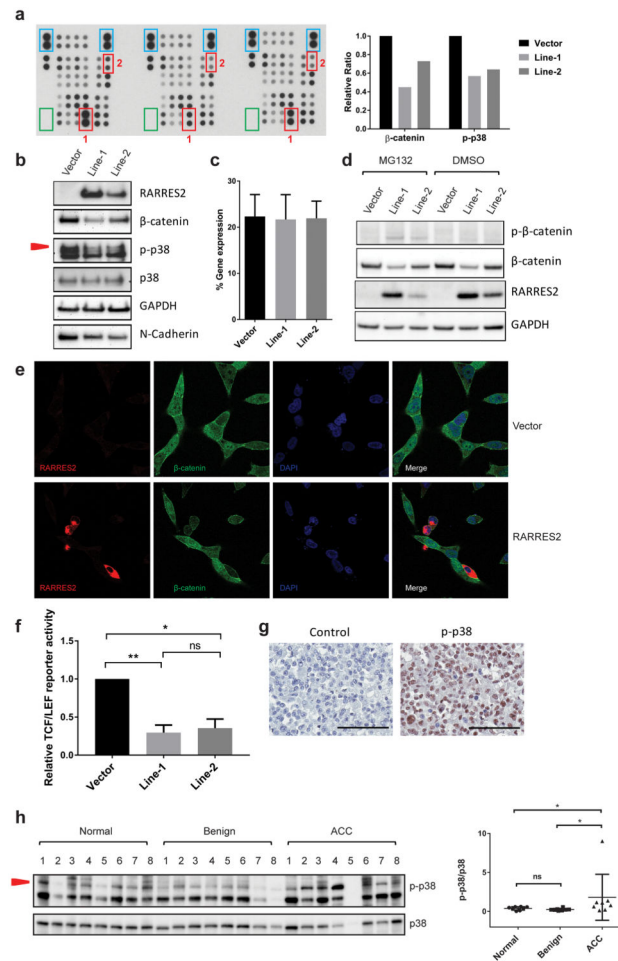 a
2
2
2
1
1
1
Relative Ratio
1.0
0.8
0.6
0.4
0.2
0.0
β-catenin
p-p38
Vector
Line-1
Line-2
b
Vector
Line-1
Line-2
RARRES2
β-catenin
p-p38
p38
GAPDH
N-Cadherin
c
% Gene expression
30
20
10
0
Vector
Line-1
Line-2
d
MG132
DMSO
Vector
Line-1
Line-2
Vector
Line-1
Line-2
p-β-catenin
β-catenin
RARRES2
GAPDH
e
RARRES2
β-catenin
DAPI
Merge
Vector
RARRES2
β-catenin
DAPI
Merge
RARRES2
f
Relative TCF/LEF reporter activity
1.5
1.0
0.5
0.0
*
**
ns
Vector
Line-1
Line-2
g
Control
p-p38
h
Normal
Benign
ACC
1 2 3 4 5 6 7 8 1 2 3 4 5 6 7 8 1 2 3 4 5 6 7 8
p-p38
p38
p-p38/p38
10
5
0
*
*
ns
Normal
Benign
ACC